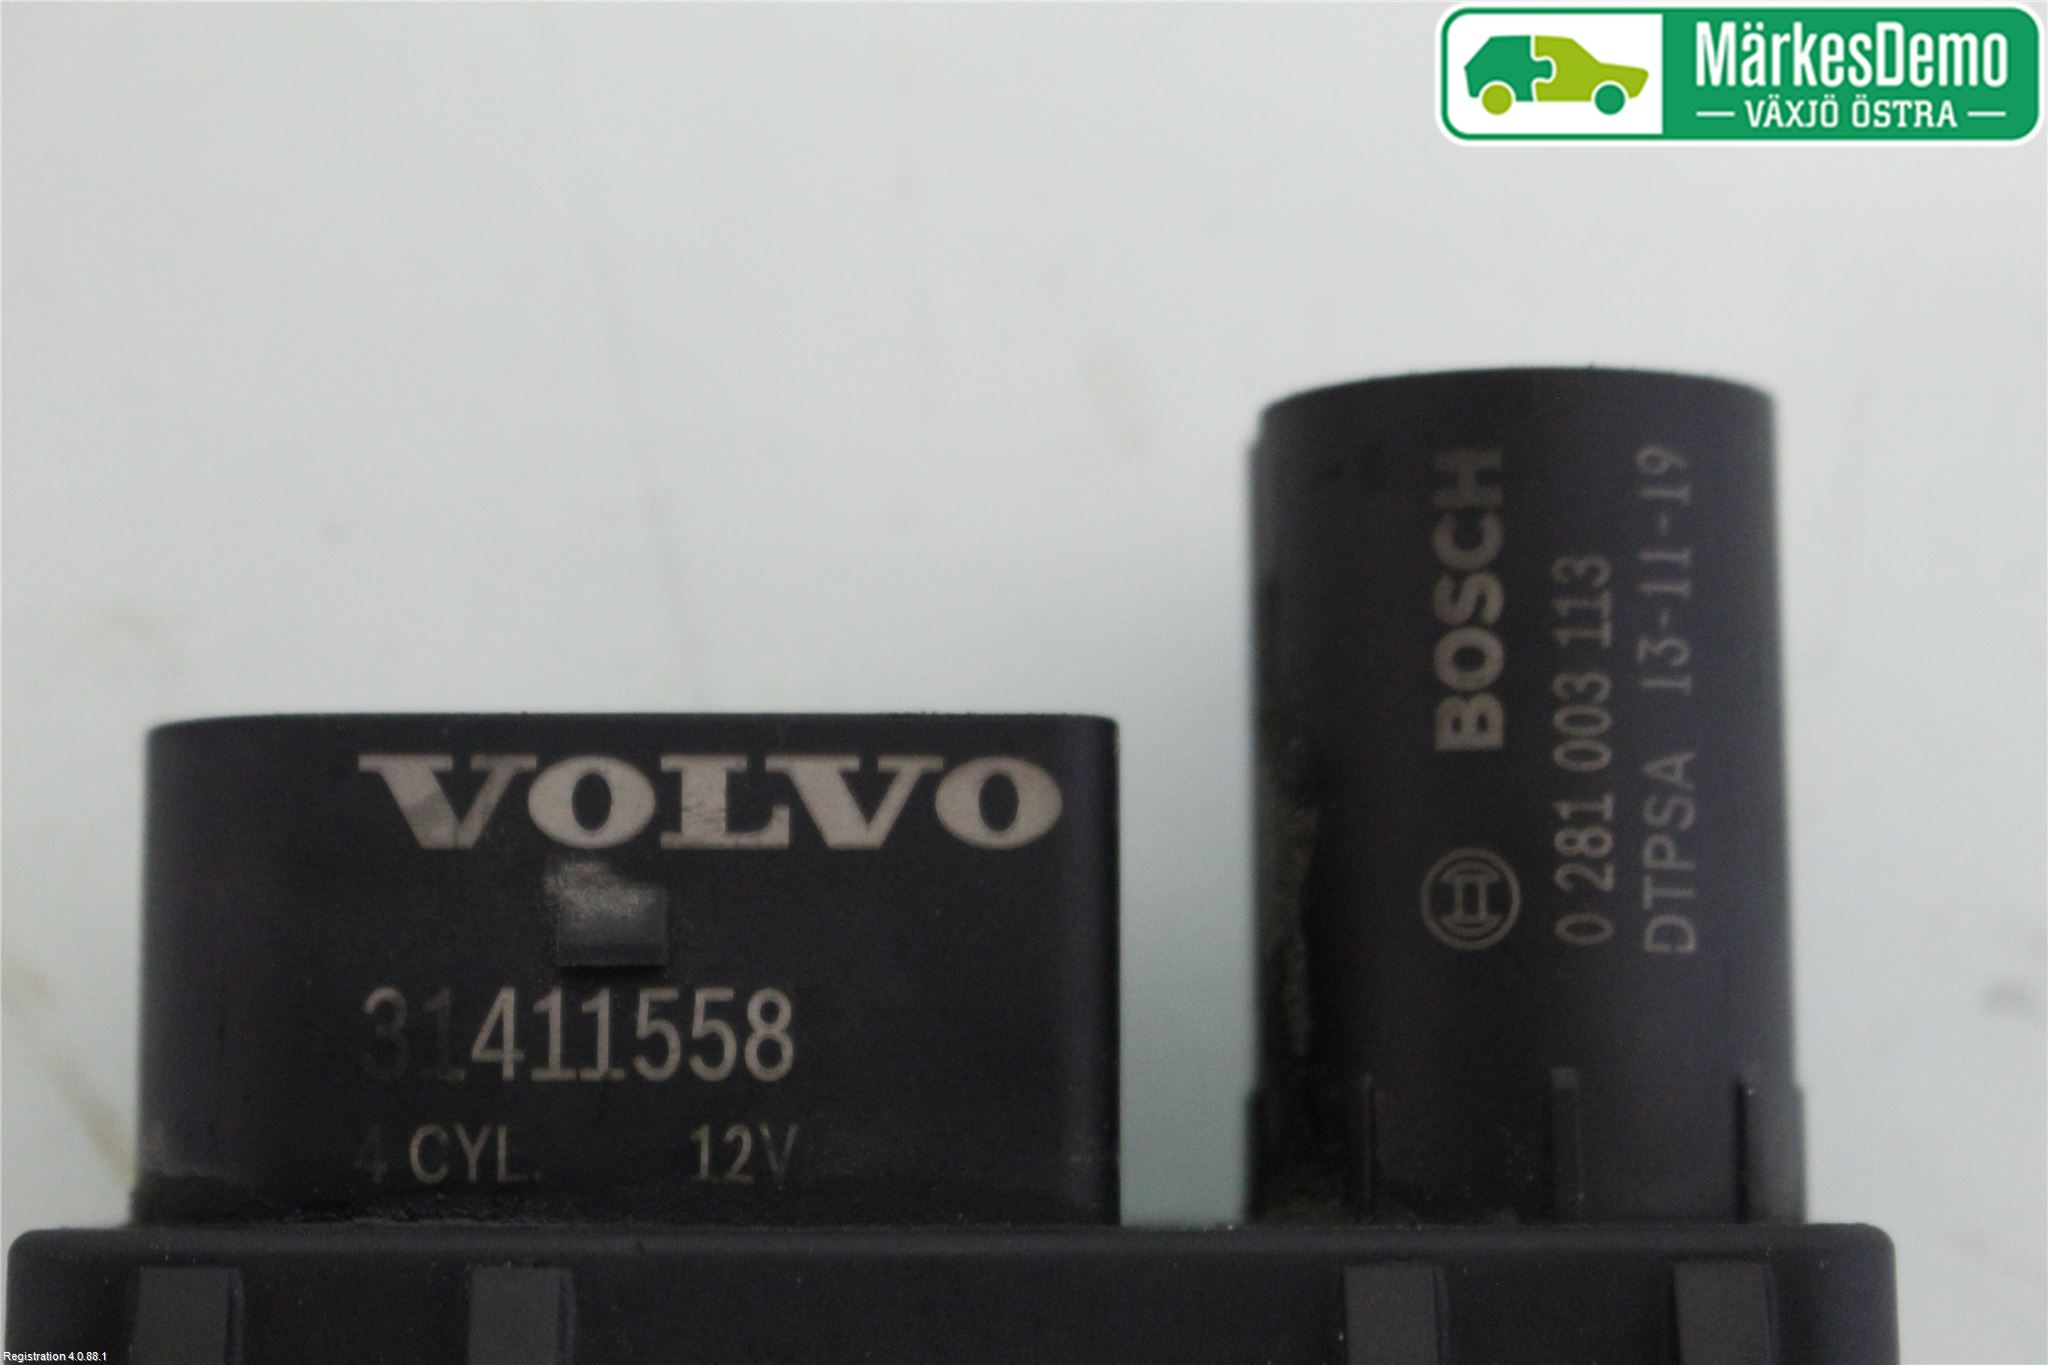 MärkesDemo
VÄXJÖ ÖSTRA
VOLVO
31411558
4 CYL. 12V
BOSCH
0 281 003 113
DTPSA 13-11-19
Registration 4.0.88.1